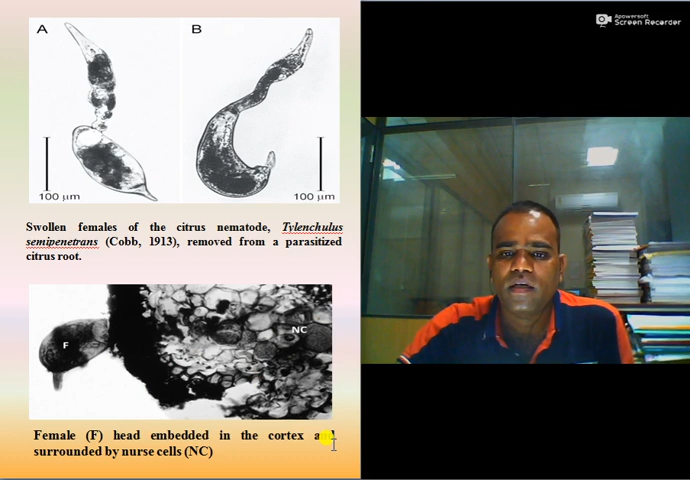 A
B
100 µm
100 µm
Swollen females of the citrus nematode, Tylenchulus
semipenetrans (Cobb, 1913), removed from a parasitized
citrus root.
F
NC
Female (F) head embedded in the cortex and
surrounded by nurse cells (NC)
Apowersoft
Screen Recorder